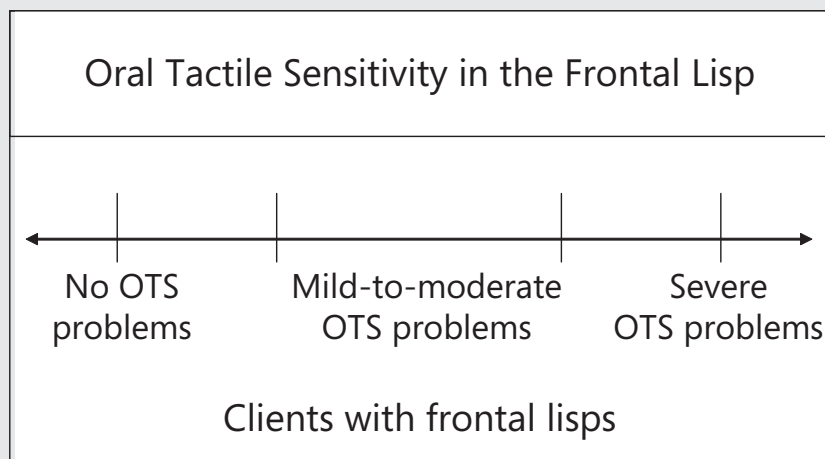 Oral Tactile Sensitivity in the Frontal Lisp
No OTS
problems
Mild-to-moderate
OTS problems
Severe
OTS problems
Clients with frontal lisps